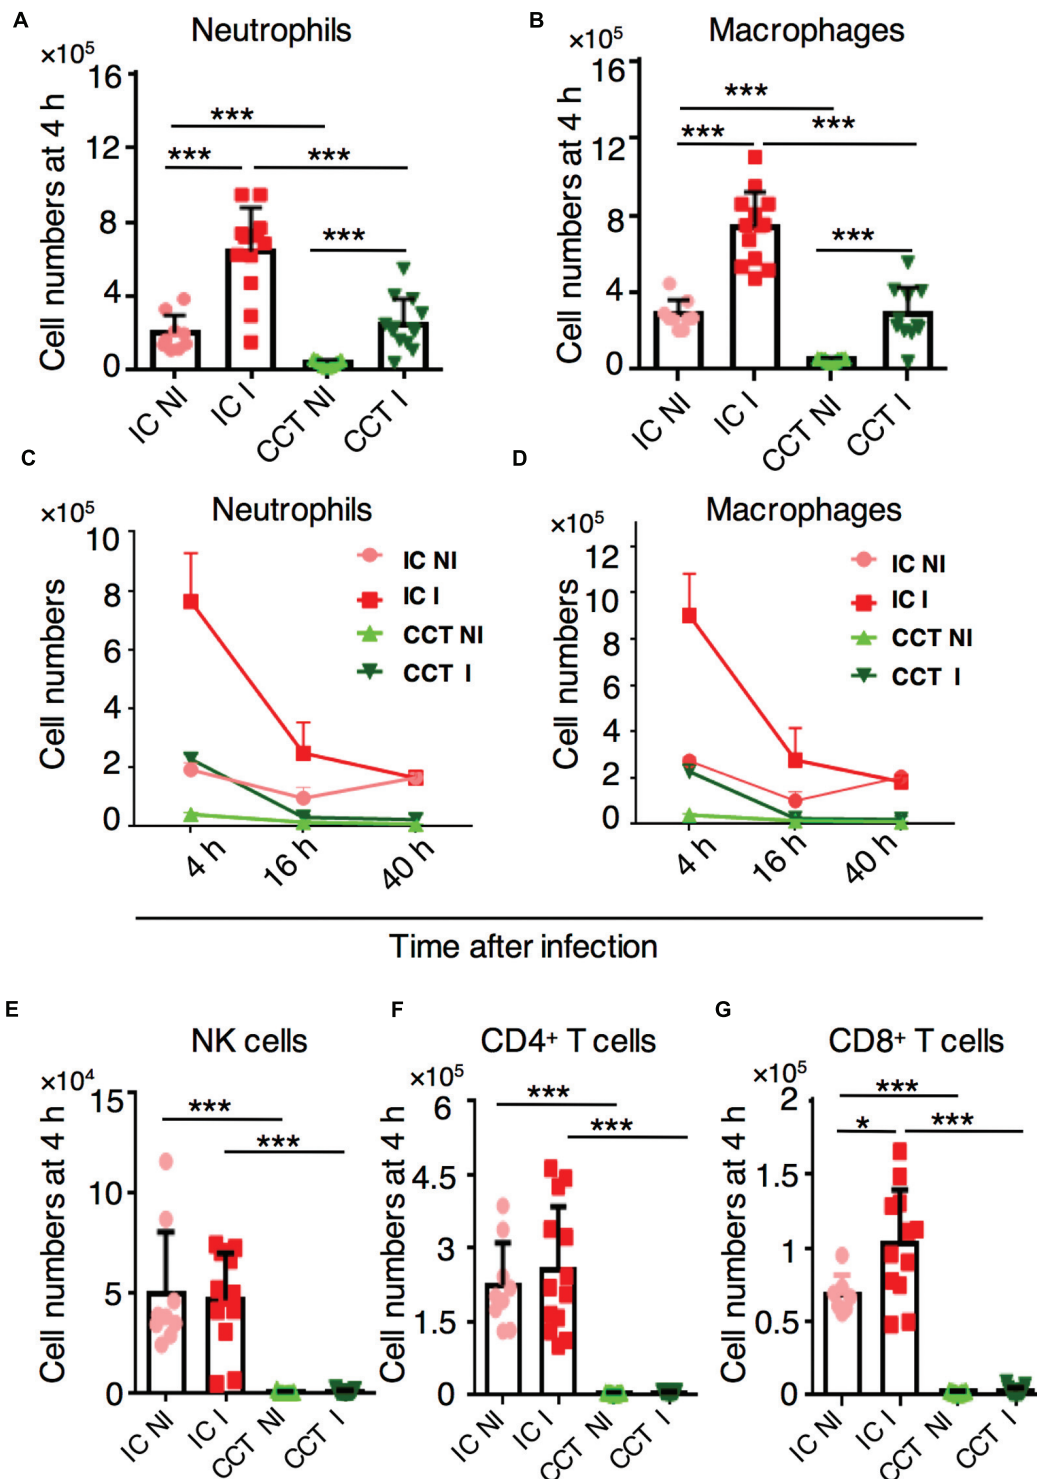 A
Neutrophils
×10⁵
Cell numbers at 4 h
16
12
8
4
0
***
***
***
***
IC NI
IC I
CCT NI
CCT I
B
Macrophages
×10⁵
Cell numbers at 4 h
16
12
8
4
0
***
***
***
***
IC NI
IC I
CCT NI
CCT I
C
Neutrophils
×10⁵
Cell numbers
10
8
6
4
2
0
IC NI
IC I
CCT NI
CCT I
4 h
16 h
40 h
D
Macrophages
×10⁵
Cell numbers
12
10
8
6
4
2
0
IC NI
IC I
CCT NI
CCT I
4 h
16 h
40 h
Time after infection
E
NK cells
×10⁴
Cell numbers at 4 h
15
10
5
0
***
***
IC NI
IC I
CCT NI
CCT I
F
CD4⁺ T cells
×10⁵
Cell numbers at 4 h
6
4.5
3
1.5
0
***
***
IC NI
IC I
CCT NI
CCT I
G
CD8⁺ T cells
×10⁵
Cell numbers at 4 h
2
1.5
1
0.5
0
***
*
***
IC NI
IC I
CCT NI
CCT I